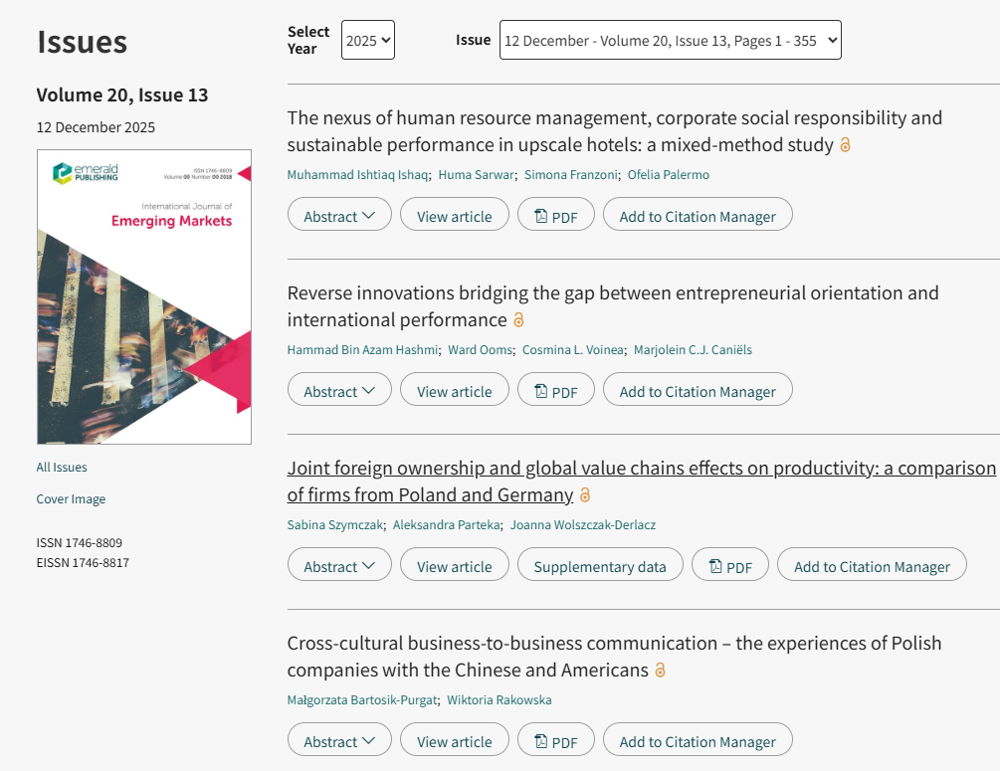 Issues
Select
Year
2025
Issue
12 December - Volume 20, Issue 13, Pages 1 - 355
Volume 20, Issue 13
12 December 2025
emerald
PUBLISHING
ISSN 1746-8809
Volume 00 Number 00 2018
International Journal of
Emerging Markets
All Issues
Cover Image
ISSN 1746-8809
EISSN 1746-8817
The nexus of human resource management, corporate social responsibility and
sustainable performance in upscale hotels: a mixed-method study
Muhammad Ishtiaq Ishaq; Huma Sarwar; Simona Franzoni; Ofelia Palermo
Abstract View article PDF Add to Citation Manager
Reverse innovations bridging the gap between entrepreneurial orientation and
international performance
Hammad Bin Azam Hashmi; Ward Ooms; Cosmina L. Voinea; Marjolein C.J. Caniëls
Abstract View article PDF Add to Citation Manager
Joint foreign ownership and global value chains effects on productivity: a comparison
of firms from Poland and Germany
Sabina Szymczak; Aleksandra Parteka; Joanna Wolszczak-Derlacz
Abstract View article Supplementary data PDF Add to Citation Manager
Cross-cultural business-to-business communication – the experiences of Polish
companies with the Chinese and Americans
Małgorzata Bartosik-Purgat; Wiktoria Rakowska
Abstract View article PDF Add to Citation Manager